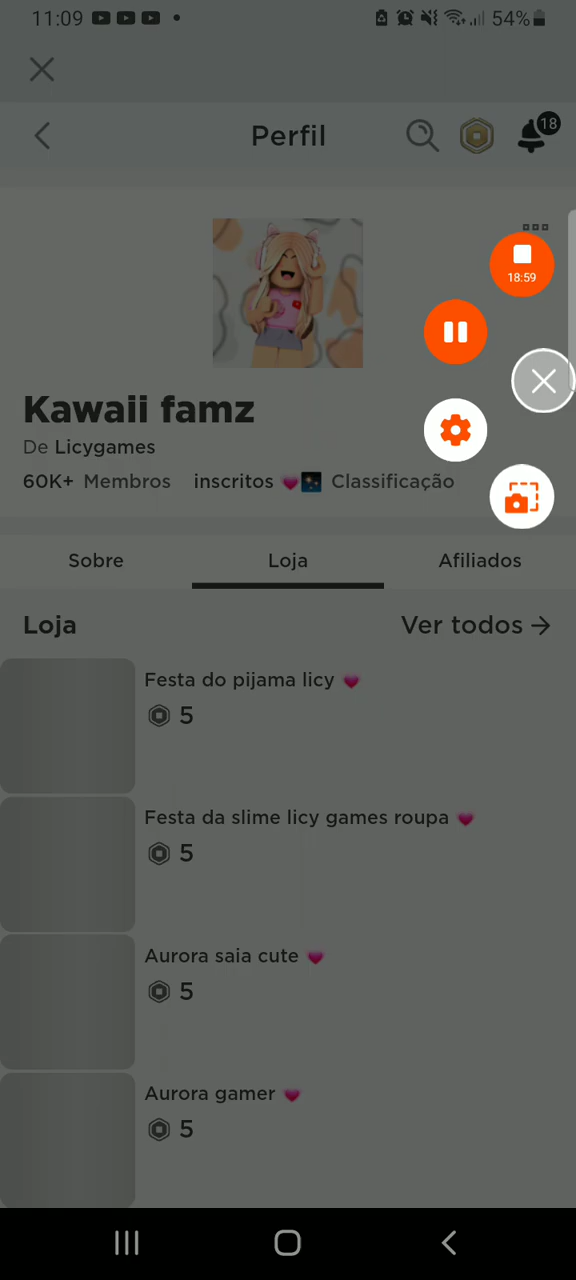 11:09
54%
Perfil
18
18:59
Kawaii famz
De Licygames
60K+ Membros inscritos 💗🌌 Classificação
Sobre Loja Afiliados
Loja Ver todos →
Festa do pijama licy 💗
5
Festa da slime licy games roupa 💗
5
Aurora saia cute 💗
5
Aurora gamer 💗
5